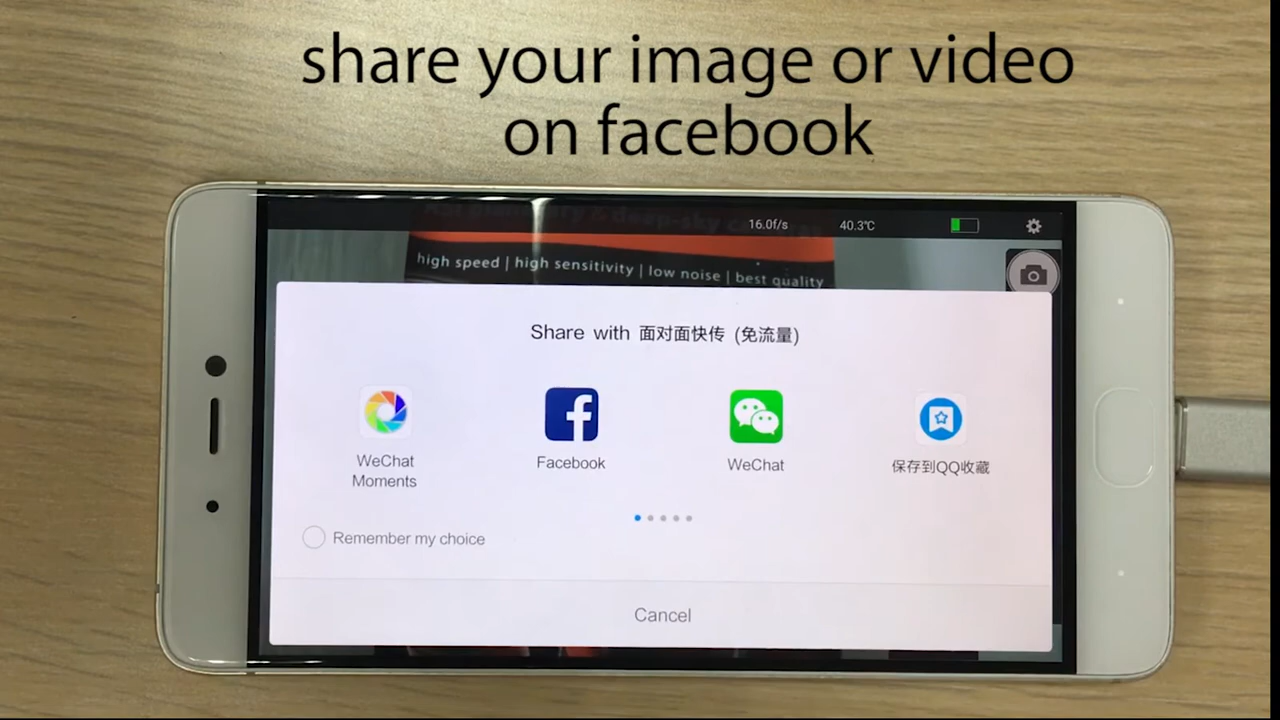 share your image or video
on facebook
16.0f/s 40.3℃
high speed | high sensitivity | low noise | best quality
Share with 面对面快传 (免流量)
WeChat
Moments
Facebook
WeChat
保存到QQ收藏
Remember my choice
Cancel